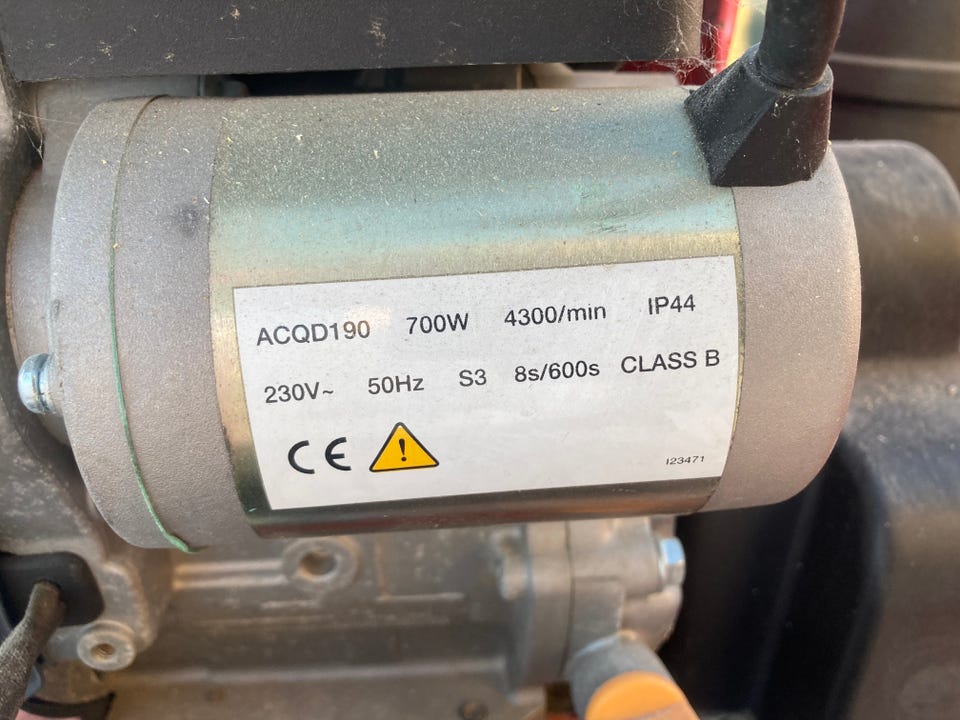 ACQD190 700W 4300/min IP44
230V~ 50Hz S3 8s/600s CLASS B
CE
I23471